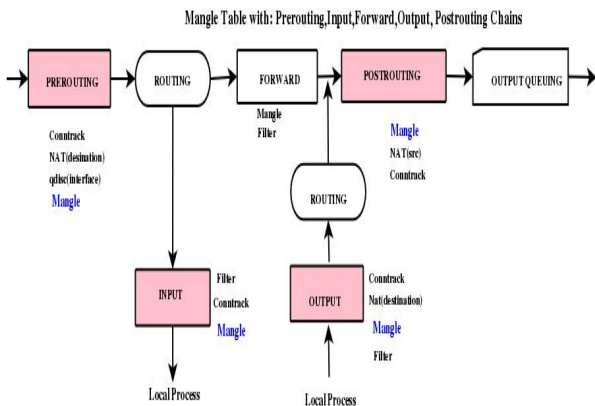 Mangle Table with: Prerouting,Input,Forward,Output, Postrouting Chains
PREROUTING
ROUTING
FORWARD
POSTROUTING
OUTPUT QUEUING
Conntrack
NAT(desination)
qdisc(interface)
Mangle
Mangle
Filter
Mangle
NAT(src)
Conntrack
ROUTING
INPUT
Filter
Conntrack
Mangle
OUTPUT
Conntrack
Nat(destination)
Mangle
Filter
Local Process
Local Process